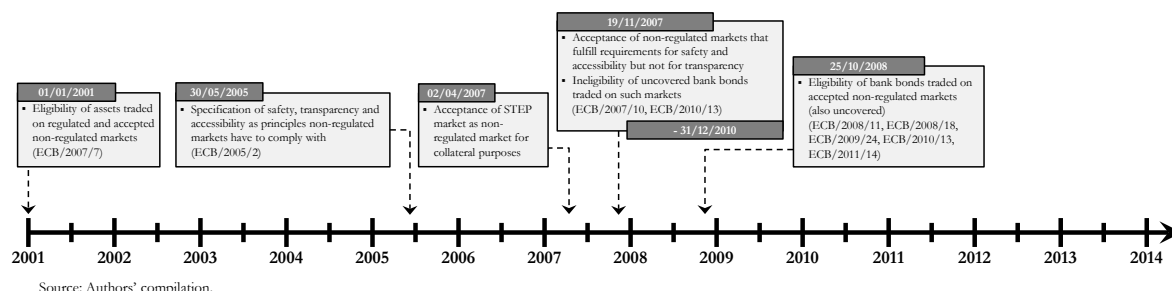 01/01/2001
▪ Eligibility of assets traded
on regulated and accepted
non-regulated markets
(ECB/2007/7)
30/05/2005
▪ Specification of safety, transparency and
accessibility as principles non-regulated
markets have to comply with
(ECB/2005/2)
02/04/2007
▪ Acceptance of STEP
market as non-
regulated market for
collateral purposes
19/11/2007
▪ Acceptance of non-regulated markets that
fulfill requirements for safety and
accessibility but not for transparency
▪ Ineligibility of uncovered bank bonds
traded on such markets
(ECB/2007/10, ECB/2010/13)
- 31/12/2010
25/10/2008
▪ Eligibility of bank bonds traded on
accepted non-regulated markets
(also uncovered)
(ECB/2008/11, ECB/2008/18,
ECB/2009/24, ECB/2010/13,
ECB/2011/14)
2001 2002 2003 2004 2005 2006 2007 2008 2009 2010 2011 2012 2013 2014
Source: Authors' compilation.